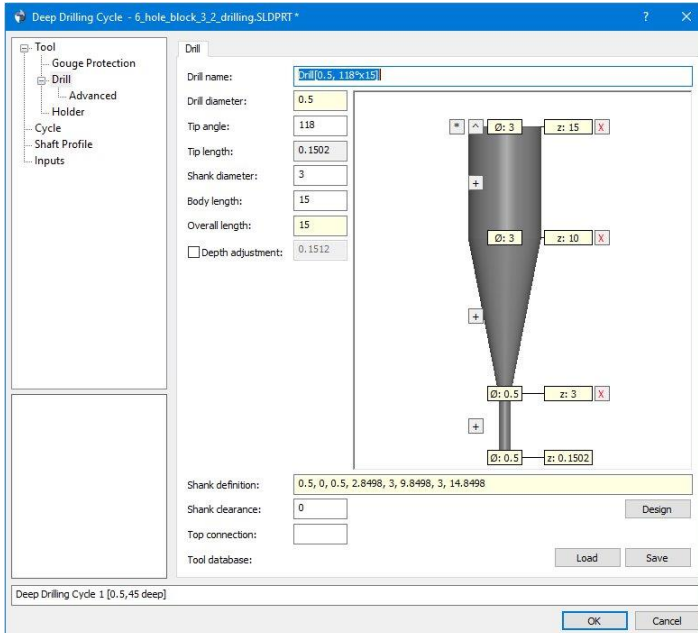 Deep Drilling Cycle - 6_hole_block_3_2_drilling.SLDPRT *
? X
Tool
Gouge Protection
Drill
Advanced
Holder
Cycle
Shaft Profile
Inputs
Drill
Drill name: Drill[0.5, 118°x15]
Drill diameter: 0.5
Tip angle: 118
Tip length: 0.1502
Shank diameter: 3
Body length: 15
Overall length: 15
Depth adjustment: 0.1512
* ^ Ø: 3 z: 15 X
+
Ø: 3 z: 10 X
+
Ø: 0.5 z: 3 X
+
Ø: 0.5 z: 0.1502
Shank definition: 0.5, 0, 0.5, 2.8498, 3, 9.8498, 3, 14.8498
Shank clearance: 0
Design
Top connection:
Tool database:
Load Save
Deep Drilling Cycle 1 [0.5,45 deep]
OK Cancel